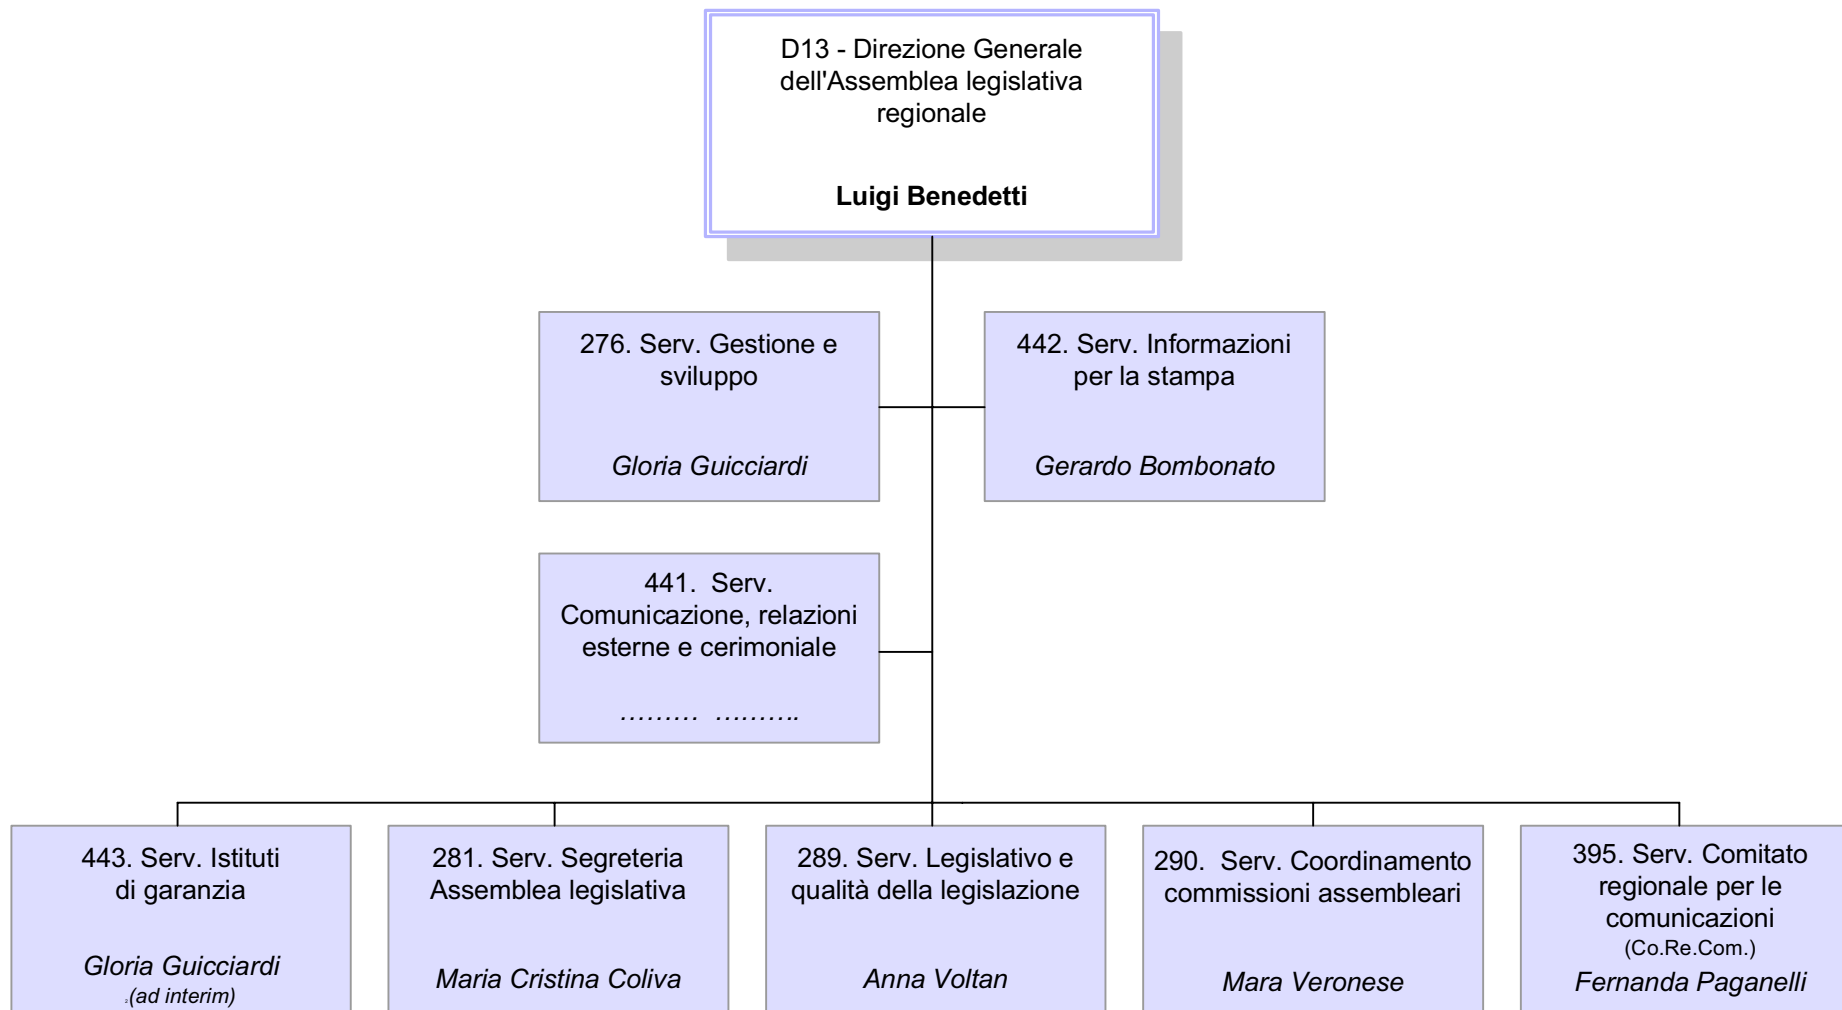 D13 - Direzione Generale
dell'Assemblea legislativa
regionale
Luigi Benedetti
276. Serv. Gestione e
sviluppo
Gloria Guicciardi
442. Serv. Informazioni
per la stampa
Gerardo Bombonato
441. Serv.
Comunicazione, relazioni
esterne e cerimoniale
……… ……….
443. Serv. Istituti
di garanzia
Gloria Guicciardi
(ad interim)
281. Serv. Segreteria
Assemblea legislativa
Maria Cristina Coliva
289. Serv. Legislativo e
qualità della legislazione
Anna Voltan
290. Serv. Coordinamento
commissioni assembleari
Mara Veronese
395. Serv. Comitato
regionale per le
comunicazioni
(Co.Re.Com.)
Fernanda Paganelli